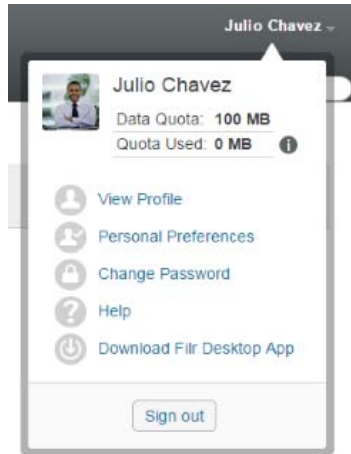 Julio Chavez
Julio Chavez
Data Quota: 100 MB
Quota Used: 0 MB
View Profile
Personal Preferences
Change Password
Help
Download Filr Desktop App
Sign out